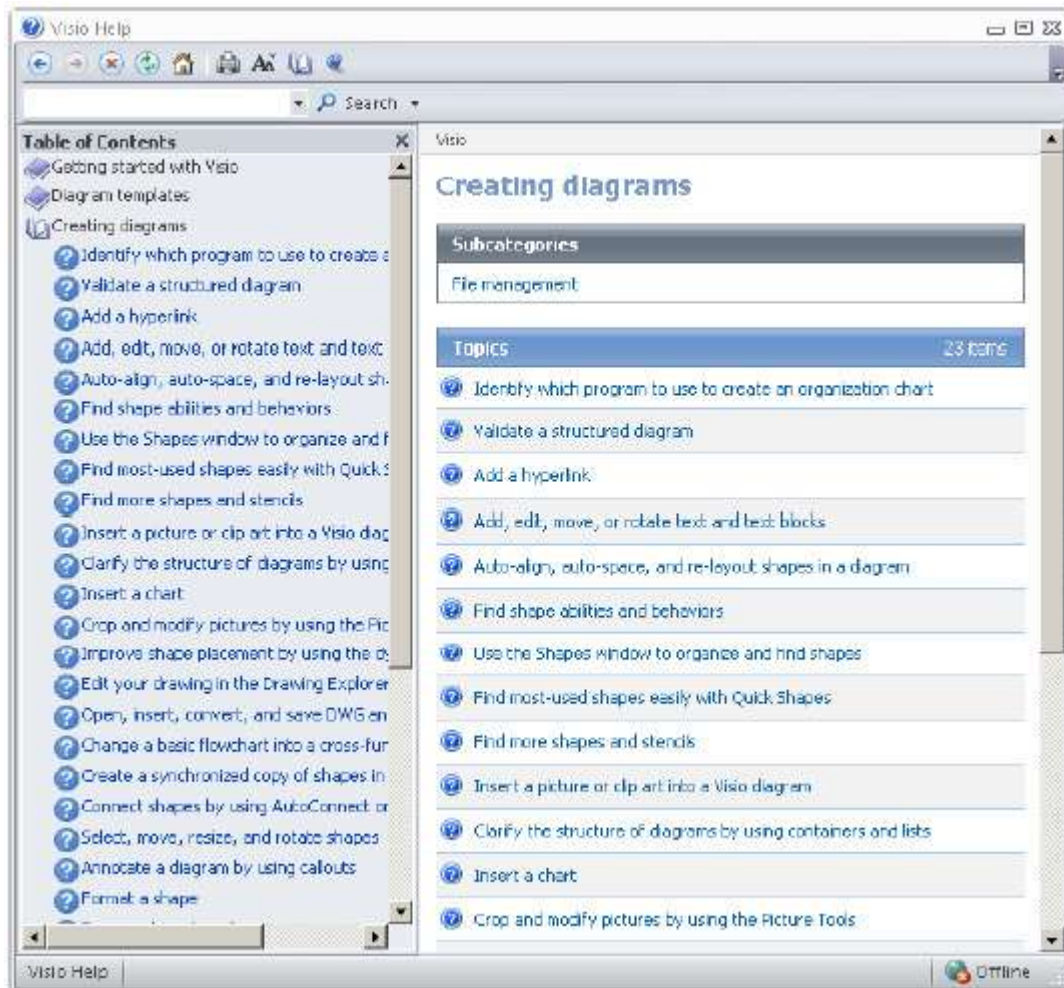 Visio Help
Search
Table of Contents
Getting started with Visio
Diagram templates
Creating diagrams
Identify which program to use to create a
Validate a structured diagram
Add a hyperlink
Add, edit, move, or rotate text and text
Auto-align, auto-space, and re-layout sh
Find shape abilities and behaviors
Use the Shapes window to organize and f
Find most-used shapes easily with Quick S
Find more shapes and stencils
Insert a picture or clip art into a Visio diag
Clarify the structure of diagrams by using
Insert a chart
Crop and modify pictures by using the Pic
Improve shape placement by using the dy
Edit your drawing in the Drawing Explorer
Open, insert, convert, and save DWG an
Change a basic flowchart into a cross-fun
Create a synchronized copy of shapes in
Connect shapes by using AutoConnect or
Select, move, resize, and rotate shapes
Annotate a diagram by using callouts
Format a shape
Visio
Creating diagrams
Subcategories
File management
Topics 23 items
Identify which program to use to create an organization chart
Validate a structured diagram
Add a hyperlink
Add, edit, move, or rotate text and text blocks
Auto-align, auto-space, and re-layout shapes in a diagram
Find shape abilities and behaviors
Use the Shapes window to organize and find shapes
Find most-used shapes easily with Quick Shapes
Find more shapes and stencils
Insert a picture or clip art into a Visio diagram
Clarify the structure of diagrams by using containers and lists
Insert a chart
Crop and modify pictures by using the Picture Tools
Visio Help
Offline